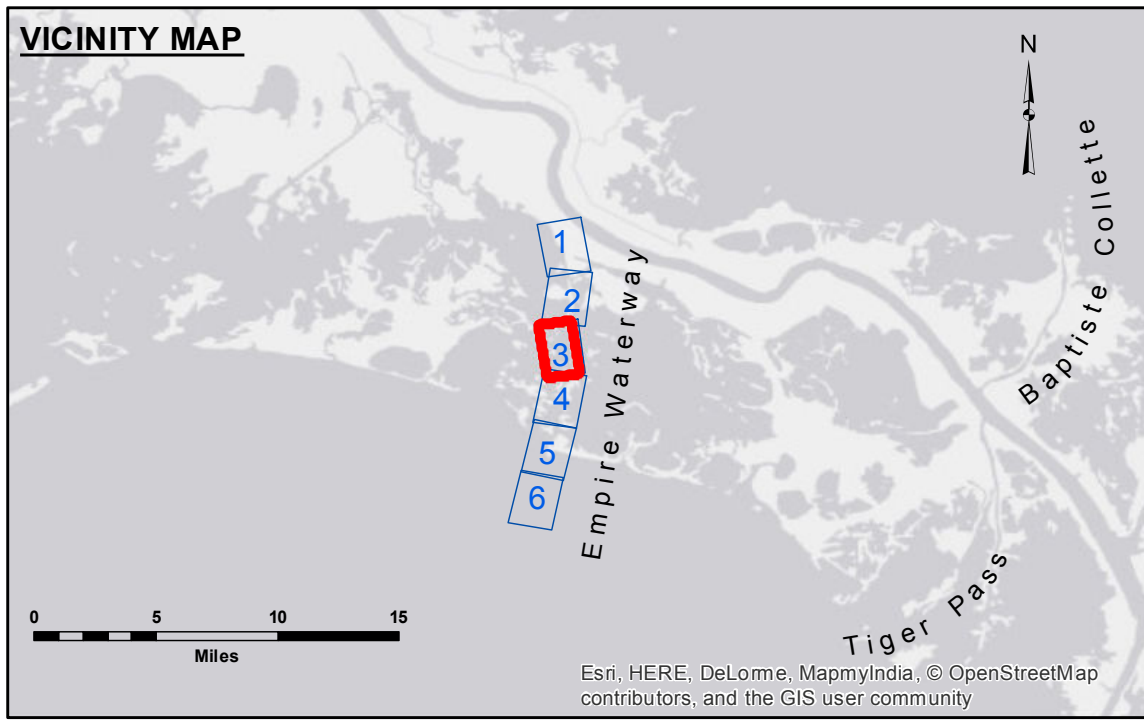 VICINITY MAP
N
Baptiste Collette
1
2
3
4
5
6
Empire Waterway
Tiger Pass
0 5 10 15
Miles
Esri, HERE, DeLorme, MapmyIndia, © OpenStreetMap
contributors, and the GIS user community